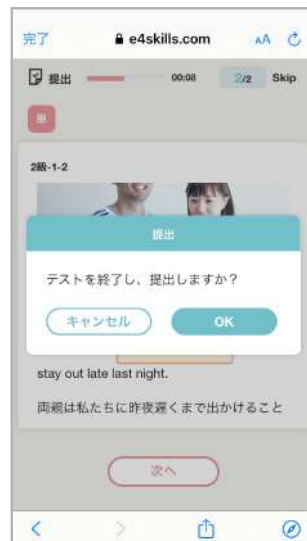 完了 e4skills.com AA
提出 00:08 2/2 Skip
単
2級-1-2
提出
テストを終了し、提出しますか？
キャンセル OK
stay out late last night.
両親は私たちに昨夜遅くまで出かけること
次へ